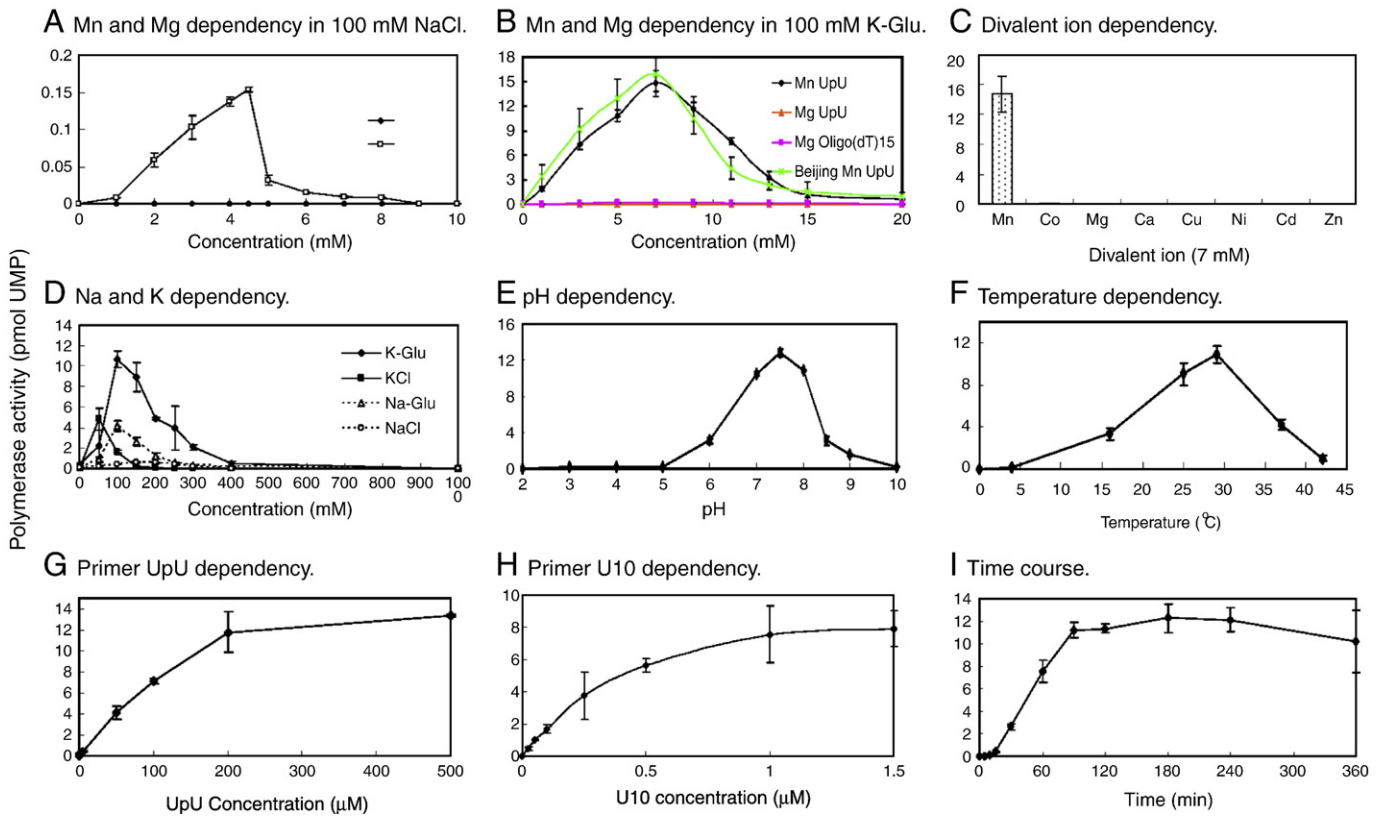 Polymerase activity (pmol UMP)
A Mn and Mg dependency in 100 mM NaCl.
0.2
0.15
0.1
0.05
0
0 2 4 6 8 10
Concentration (mM)
B Mn and Mg dependency in 100 mM K-Glu.
18
15
12
9
6
3
0
0 5 10 15 20
Mn UpU
Mg UpU
Mg Oligo(dT)15
Beijing Mn UpU
Concentration (mM)
C Divalent ion dependency.
20
16
12
8
4
0
Mn Co Mg Ca Cu Ni Cd Zn
Divalent ion (7 mM)
D Na and K dependency.
14
12
10
8
6
4
2
0
0 100 200 300 400 500 600 700 800 900 100
0
K-Glu
KCl
Na-Glu
NaCl
Concentration (mM)
E pH dependency.
16
12
8
4
0
2 3 4 5 6 7 8 9 10
pH
F Temperature dependency.
12
8
4
0
0 5 10 15 20 25 30 35 40 45
Temperature (°C)
G Primer UpU dependency.
14
12
10
8
6
4
2
0
0 100 200 300 400 500
UpU Concentration (μM)
H Primer U10 dependency.
10
8
6
4
2
0
0 0.5 1 1.5
U10 concentration (μM)
I Time course.
14
12
10
8
6
4
2
0
0 60 120 180 240 300 360
Time (min)